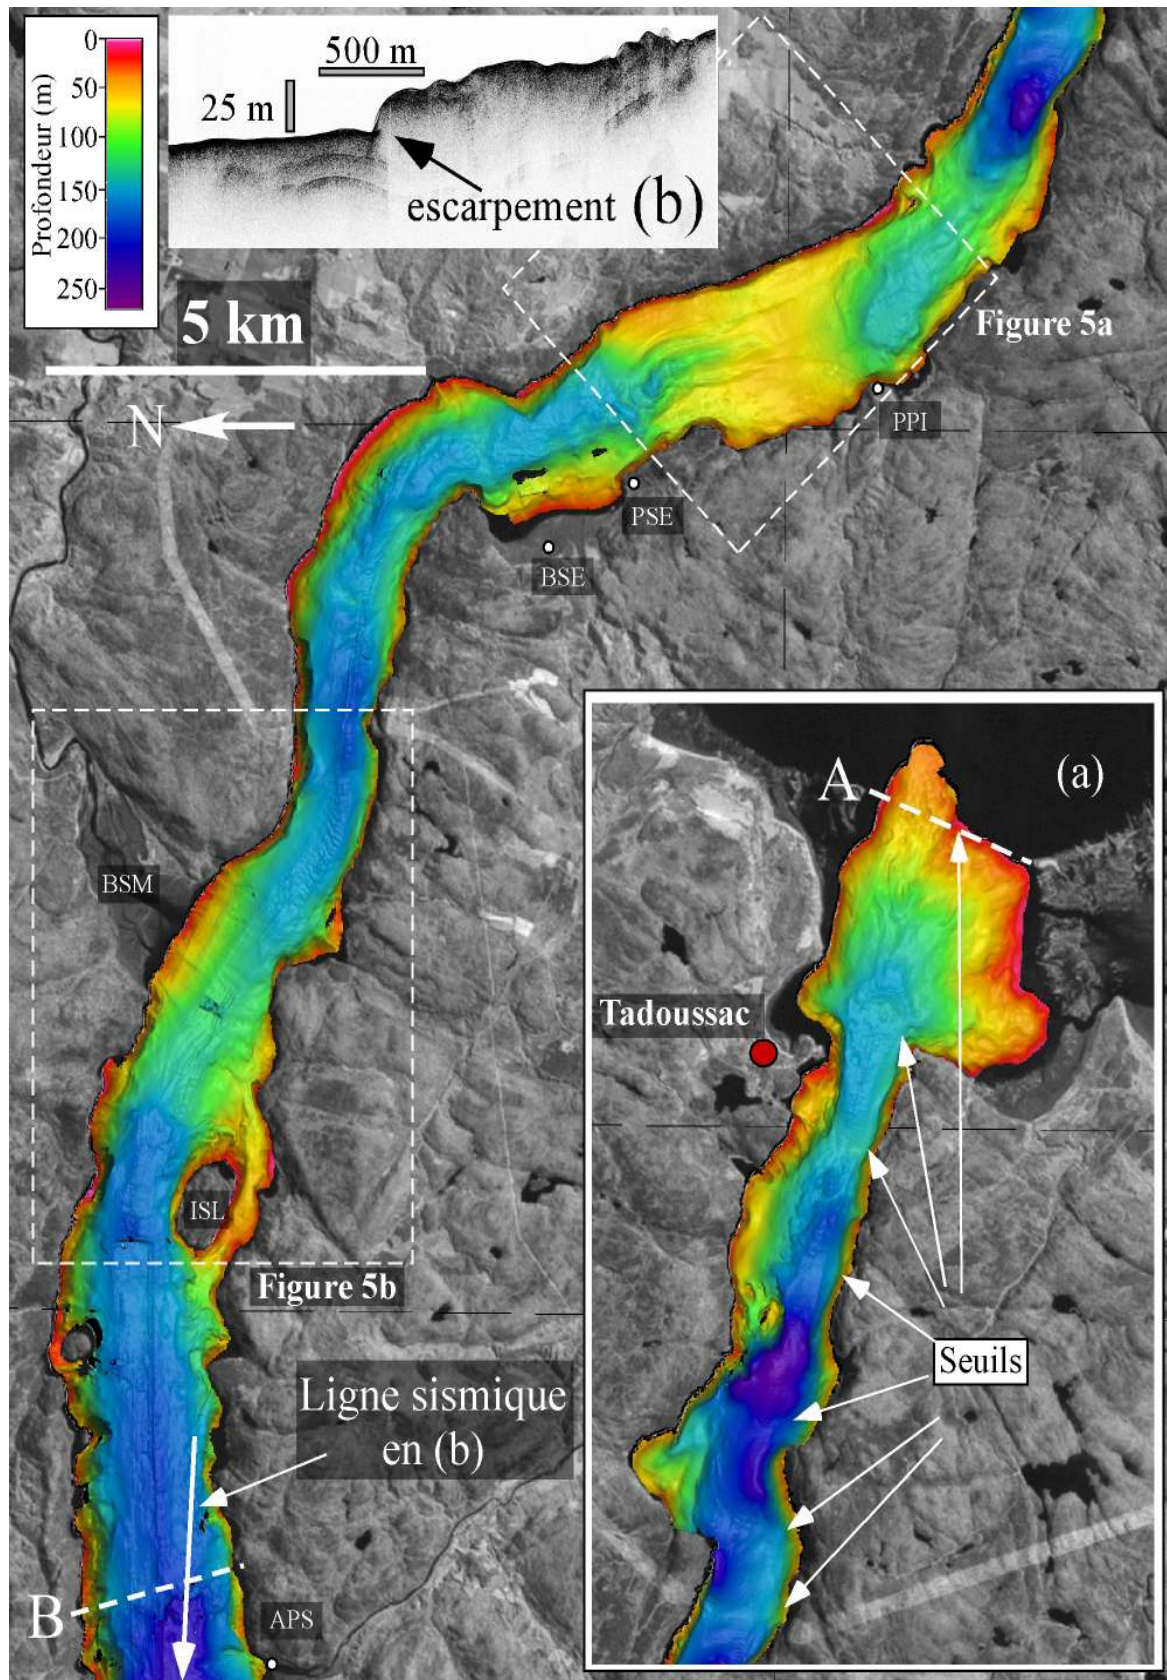 0
50
100
150
200
250
Profondeur (m)
500 m
25 m
escarpement
(b)
5 km
N
Figure 5a
PPI
PSE
BSE
BSM
ISL
Figure 5b
Ligne sismique
en (b)
B
APS
(a)
A
Tadoussac
Seuils